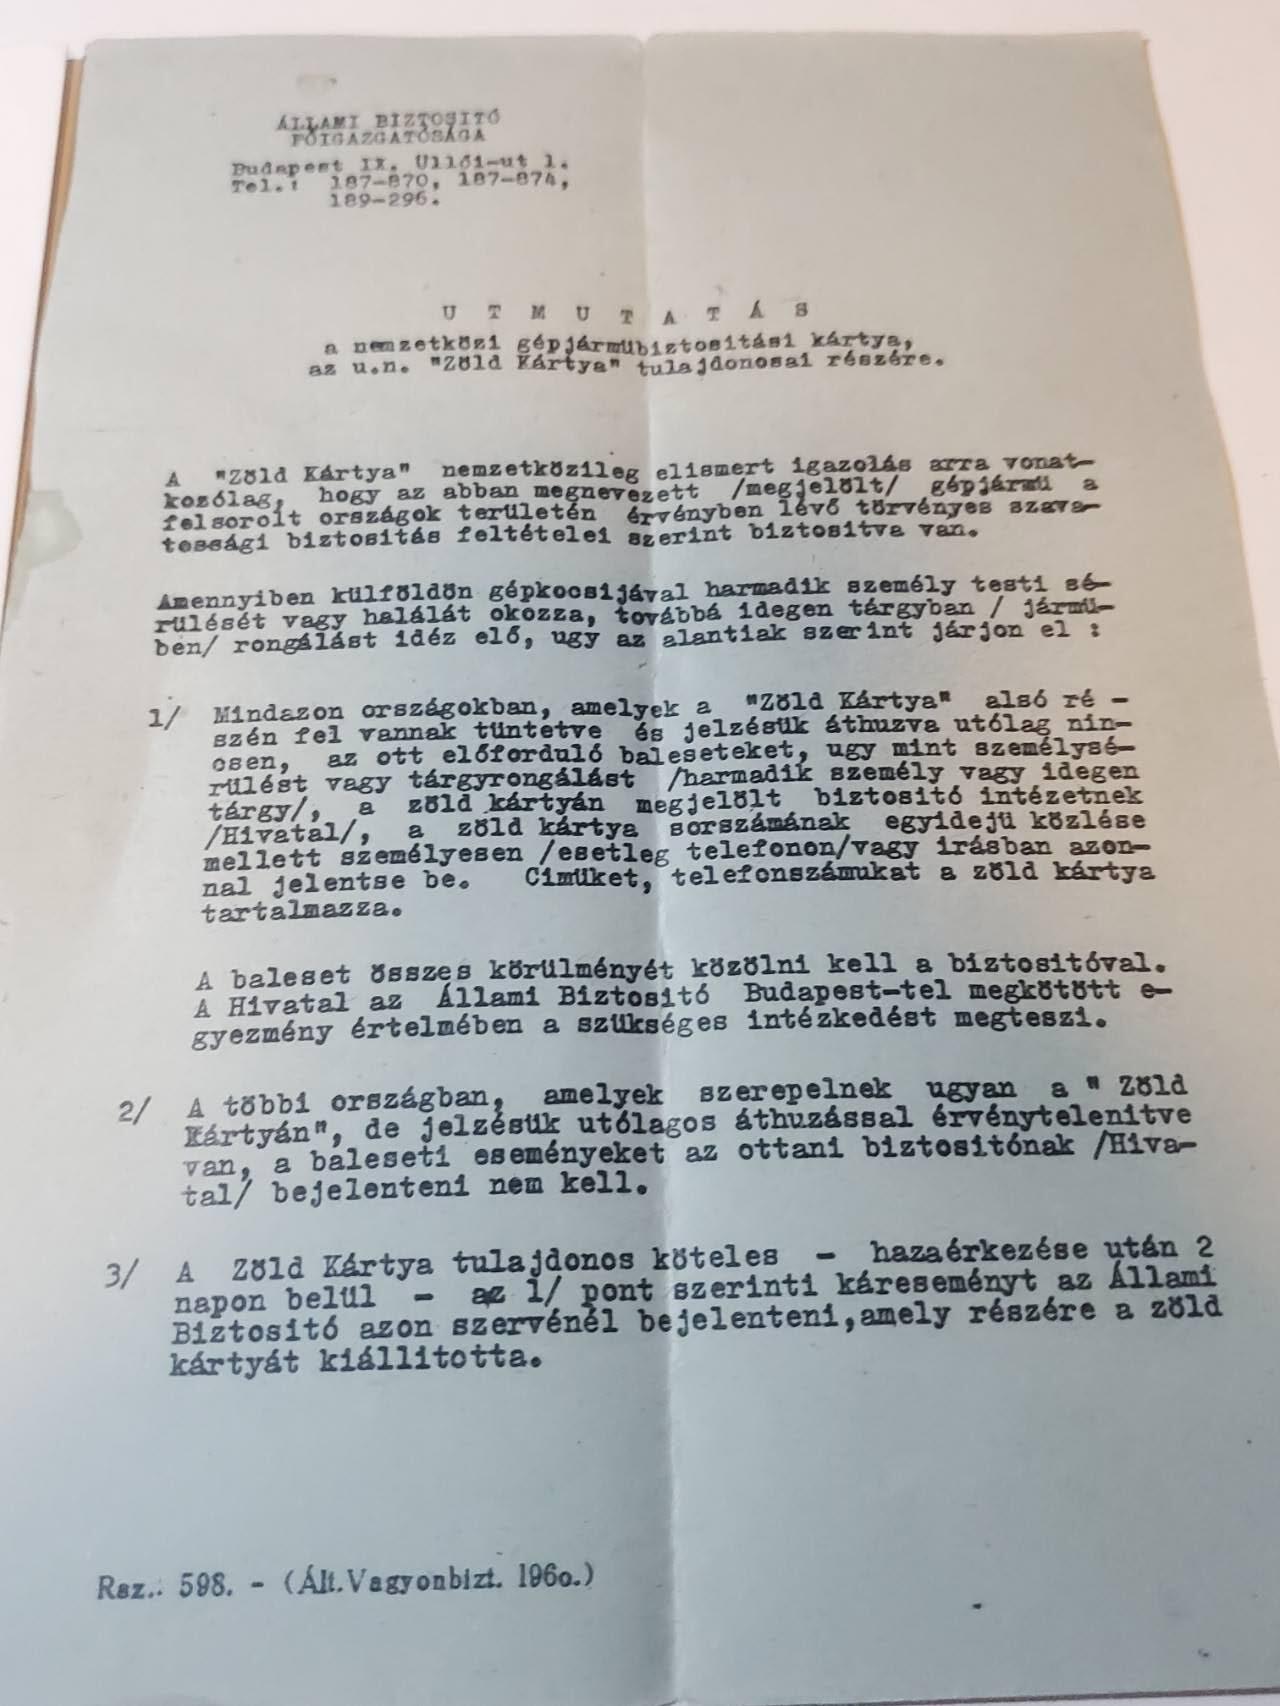 ÁLLAMI BIZTOSITÓ
FŐIGAZGATÓSÁGA
Budapest IX. Üllői-ut 1.
Tel.: 187-870, 187-874,
189-296.
U T M U T A T Á S
a nemzetközi gépjárműbiztositási kártya,
az u.n. "Zöld Kártya" tulajdonosai részére.
A "Zöld Kártya" nemzetközileg elismert igazolás arra vonat-
kozólag, hogy az abban megnevezett /megjelölt/ gépjármü a
felsorolt országok területén érvényben lévő törvényes szava-
tossági biztositás feltételei szerint biztositva van.
Amennyiben külföldön gépkocsijával harmadik személy testi sé-
rülését vagy halálát okozza, továbbá idegen tárgyban / jármü-
ben/ rongálást idéz elő, ugy az alantiak szerint járjon el :
1/ Mindazon országokban, amelyek a "Zöld Kártya" alsó ré -
szén fel vannak tüntetve és jelzésük áthuzva utólag nin-
csen, az ott előforduló baleseteket, ugy mint személysé-
rülést vagy tárgyrongálást /harmadik személy vagy idegen
tárgy/, a zöld kártyán megjelölt biztositó intézetnek
/Hivatal/, a zöld kártya sorszámának egyidejü közlése
mellett személyesen /esetleg telefonon/vagy irásban azon-
nal jelentse be. Cimüket, telefonszámukat a zöld kártya
tartalmazza.
A baleset összes körülményét közölni kell a biztositóval.
A Hivatal az Állami Biztositó Budapest-tel megkötött e-
gyezmény értelmében a szükséges intézkedést megteszi.
2/ A többi országban, amelyek szerepelnek ugyan a " Zöld
Kártyán", de jelzésük utólagos áthuzással érvénytelenitve
van, a baleseti eseményeket az ottani biztositónak /Hiva-
tal/ bejelenteni nem kell.
3/ A Zöld Kártya tulajdonos köteles - hazaérkezése után 2
napon belül - az 1/ pont szerinti káreseményt az Állami
Biztositó azon szervénél bejelenteni,amely részére a zöld
kártyát kiállitotta.
Rsz.: 598. - (Ált.Vagyonbizt. 196o.)